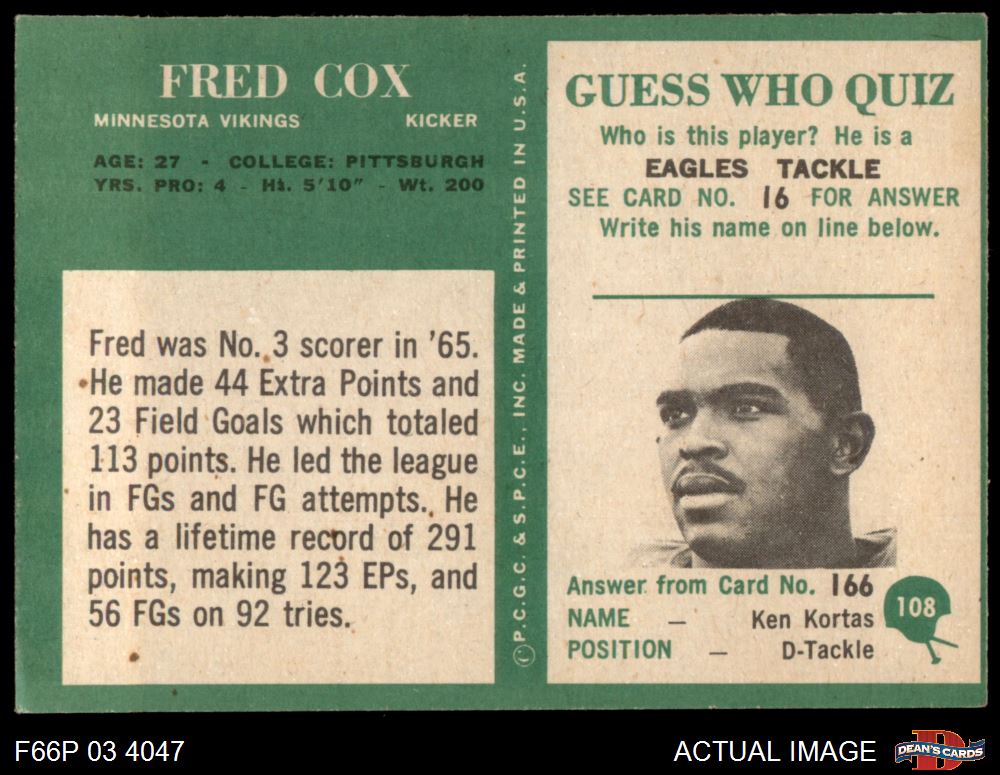 FRED COX
MINNESOTA VIKINGS KICKER
AGE: 27 - COLLEGE: PITTSBURGH
YRS. PRO: 4 - Ht. 5'10" - Wt. 200
Fred was No. 3 scorer in '65.
He made 44 Extra Points and
23 Field Goals which totaled
113 points. He led the league
in FGs and FG attempts. He
has a lifetime record of 291
points, making 123 EPs, and
56 FGs on 92 tries.
© P.C.G.C. & S.P.C.E., INC. MADE & PRINTED IN U.S.A.
GUESS WHO QUIZ
Who is this player? He is a
EAGLES TACKLE
SEE CARD NO. 16 FOR ANSWER
Write his name on line below.
Answer from Card No. 166
NAME — Ken Kortas
POSITION — D-Tackle
108
F66P 03 4047
ACTUAL IMAGE
D
DEAN'S CARDS